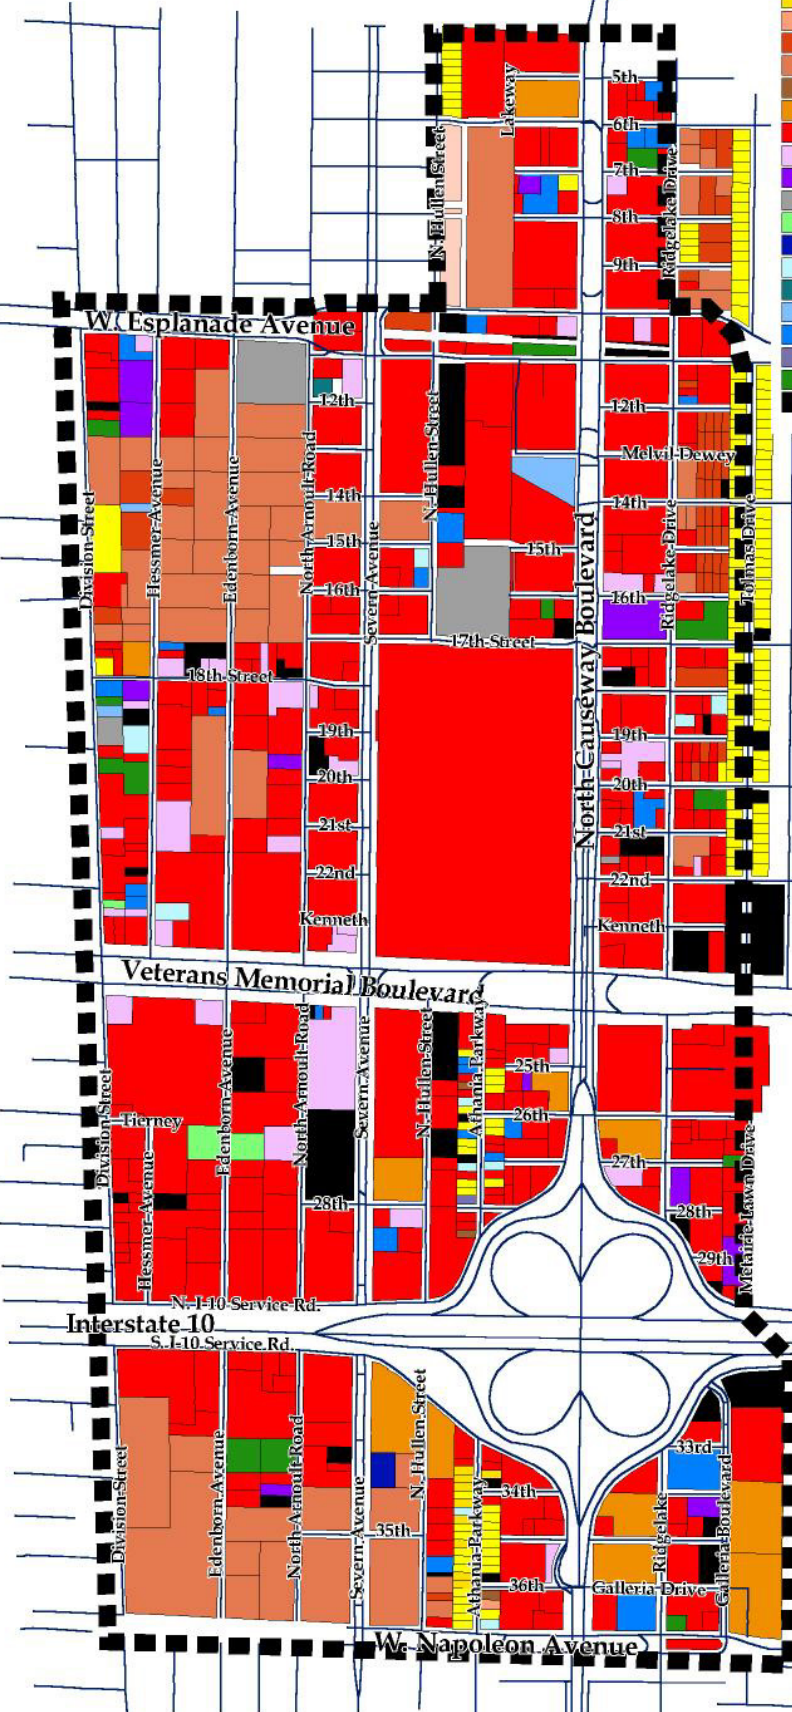 5th
Lakeway
6th
N. Hullen Street
7th
Ridgelake Drive
8th
9th
W. Esplanade Avenue
12th
12th
N. Hullen Street
Melvil Dewey
Hessmer Avenue
Edenborn Avenue
North Arnoult Road
14th
14th
Division Street
Severn Avenue
15th
15th
North Causeway Boulevard
Ridgelake Drive
Tolmas Drive
16th
16th
17th Street
18th Street
19th
19th
20th
20th
21st
21st
22nd
22nd
Kenneth
Kenneth
Veterans Memorial Boulevard
Division Street
Edenborn Avenue
North Arnoult Road
Severn Avenue
N. Hullen Street
Athania Parkway
25th
26th
Tierney
27th
Hessmer Avenue
28th
28th
Metairie Lawn Drive
29th
N. I-10 Service Rd.
Interstate 10
S. I-10 Service Rd.
Division Street
Edenborn Avenue
North Arnoult Road
Severn Avenue
N. Hullen Street
33rd
34th
Athania Parkway
Ridgelake
Galleria Boulevard
35th
36th
Galleria Drive
W. Napoleon Avenue